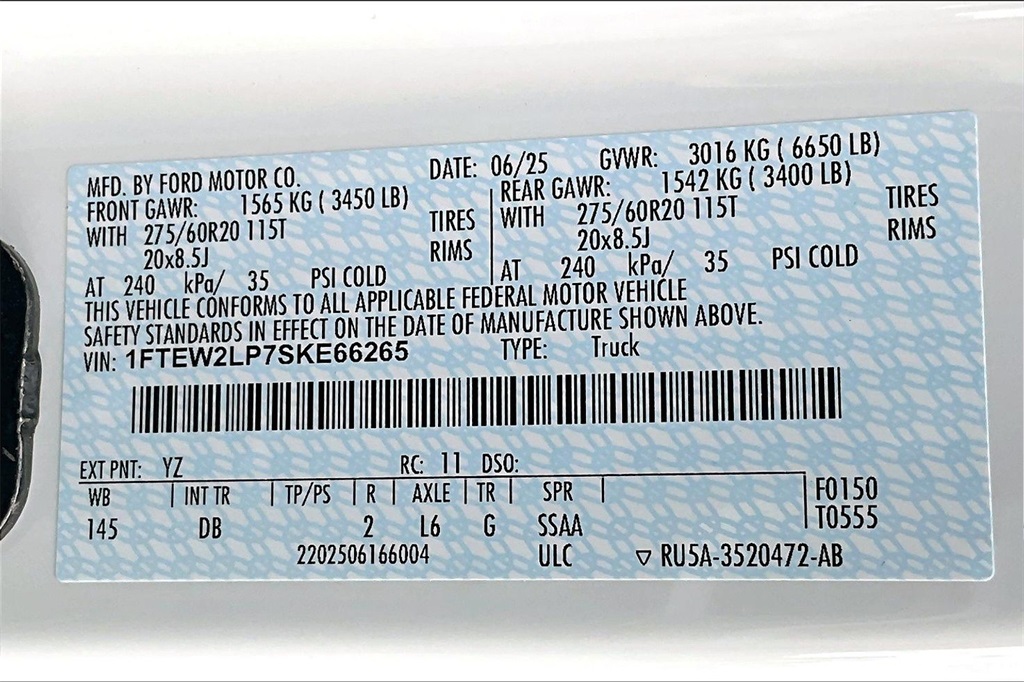 MFD. BY FORD MOTOR CO. DATE: 06/25 GVWR: 3016 KG ( 6650 LB)
FRONT GAWR: 1565 KG ( 3450 LB) REAR GAWR: 1542 KG ( 3400 LB)
WITH 275/60R20 115T TIRES WITH 275/60R20 115T TIRES
20x8.5J RIMS 20x8.5J RIMS
AT 240 kPa/ 35 PSI COLD AT 240 kPa/ 35 PSI COLD
THIS VEHICLE CONFORMS TO ALL APPLICABLE FEDERAL MOTOR VEHICLE
SAFETY STANDARDS IN EFFECT ON THE DATE OF MANUFACTURE SHOWN ABOVE.
VIN: 1FTEW2LP7SKE66265 TYPE: Truck
EXT PNT: YZ RC: 11 DSO:
WB INT TR TP/PS R AXLE TR SPR F0150
145 DB 2 L6 G SSAA T0555
2202506166004 ULC ▽ RU5A-3520472-AB